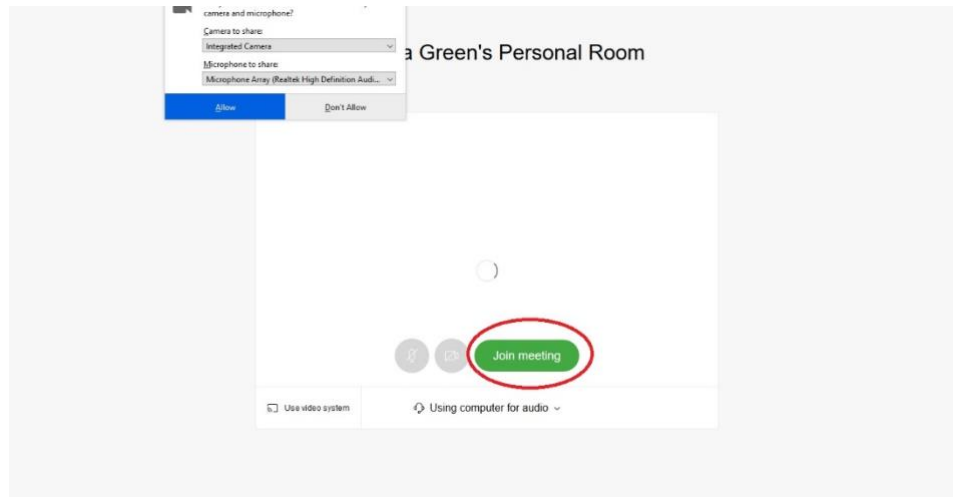 camera and microphone?
Camera to share:
Integrated Camera
a Green's Personal Room
Microphone to share:
Microphone Array (Realtek High Definition Audi...
Allow
Don't Allow
Join meeting
Use video system
Using computer for audio